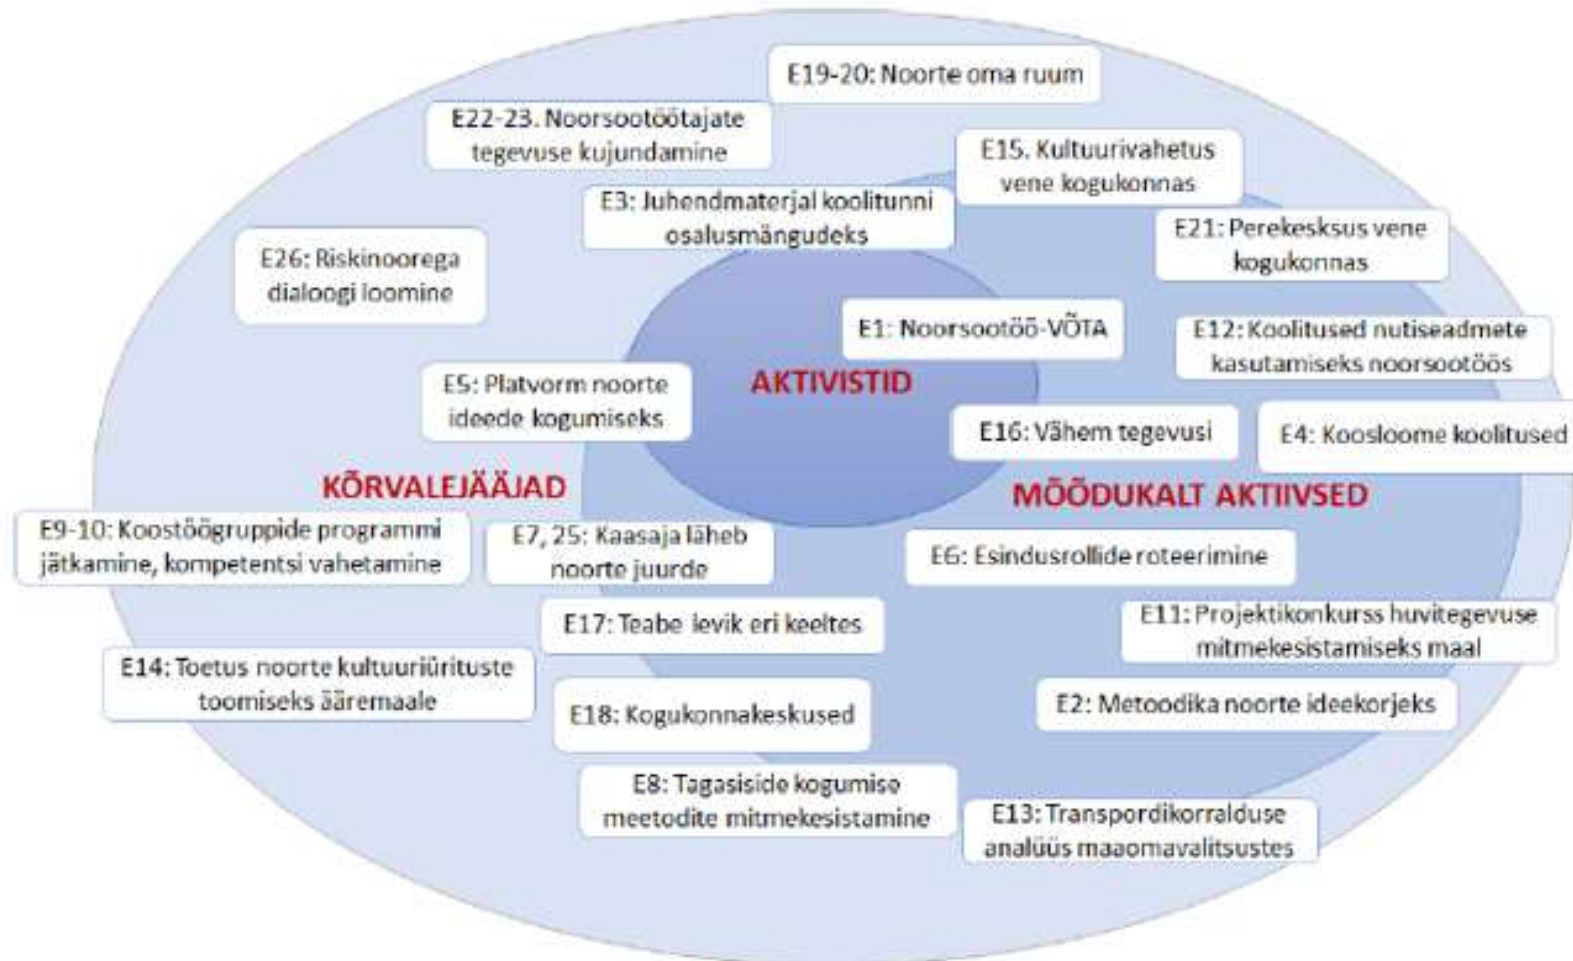 E19-20: Noorte oma ruum
E22-23. Noorsootöötajate
tegevuse kujundamine
E15. Kultuurivahetus
vene kogukonnas
E3: Juhendmaterjal koolitunni
osalusmängudeks
E21: Perekesksus vene
kogukonnas
E26: Riskinoorega
dialoogi loomine
E1: Noorsootöö-VÕTA
E12: Koolitused nutiseadmete
kasutamiseks noorsootöös
AKTIVISTID
E5: Platvorm noorte
ideede kogumiseks
E16: Vähem tegevusi
E4: Koosloome koolitused
KÕRVALEJÄÄJAD
MÕÕDUKALT AKTIIVSED
E9-10: Koostöögruppide programmi
jätkamine, kompetentsi vahetamine
E7, 25: Kaasaja läheb
noorte juurde
E6: Esindusrollide roteerimine
E17: Teabe levik eri keeltes
E11: Projektikonkurss huvitegevuse
mitmekesistamiseks maal
E14: Toetus noorte kultuuriürituste
toomiseks ääremaale
E18: Kogukonnakeskused
E2: Metoodika noorte ideekorjeks
E8: Tagasiside kogumise
meetodite mitmekesistamine
E13: Transpordikorralduse
analüüs maaomavalitsustes